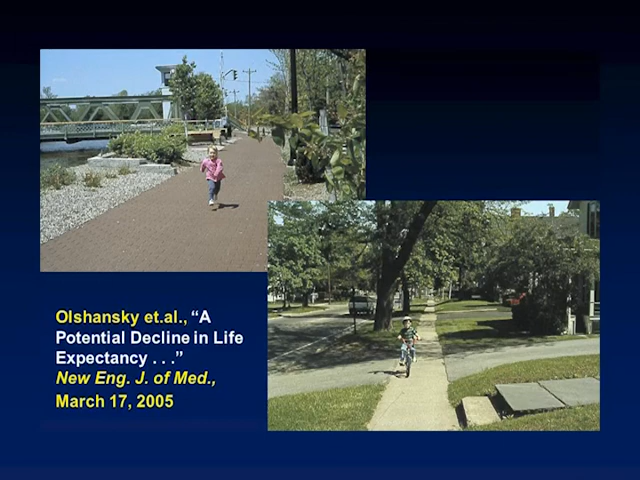 Olshansky et.al., “A
Potential Decline in Life
Expectancy . . .”
New Eng. J. of Med.,
March 17, 2005